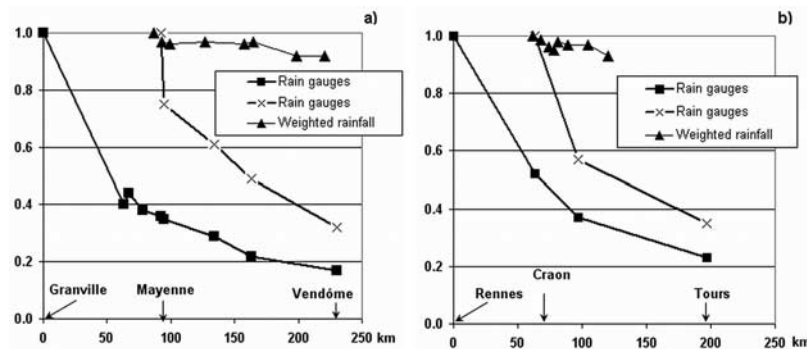 a)
1.0
0.8
0.6
0.4
0.2
0.0
Rain gauges
Rain gauges
Weighted rainfall
Granville
Mayenne
Vendôme
0 50 100 150 200 250 km
b)
1.0
0.8
0.6
0.4
0.2
0.0
Rain gauges
Rain gauges
Weighted rainfall
Craon
Rennes
Tours
0 50 100 150 200 250 km